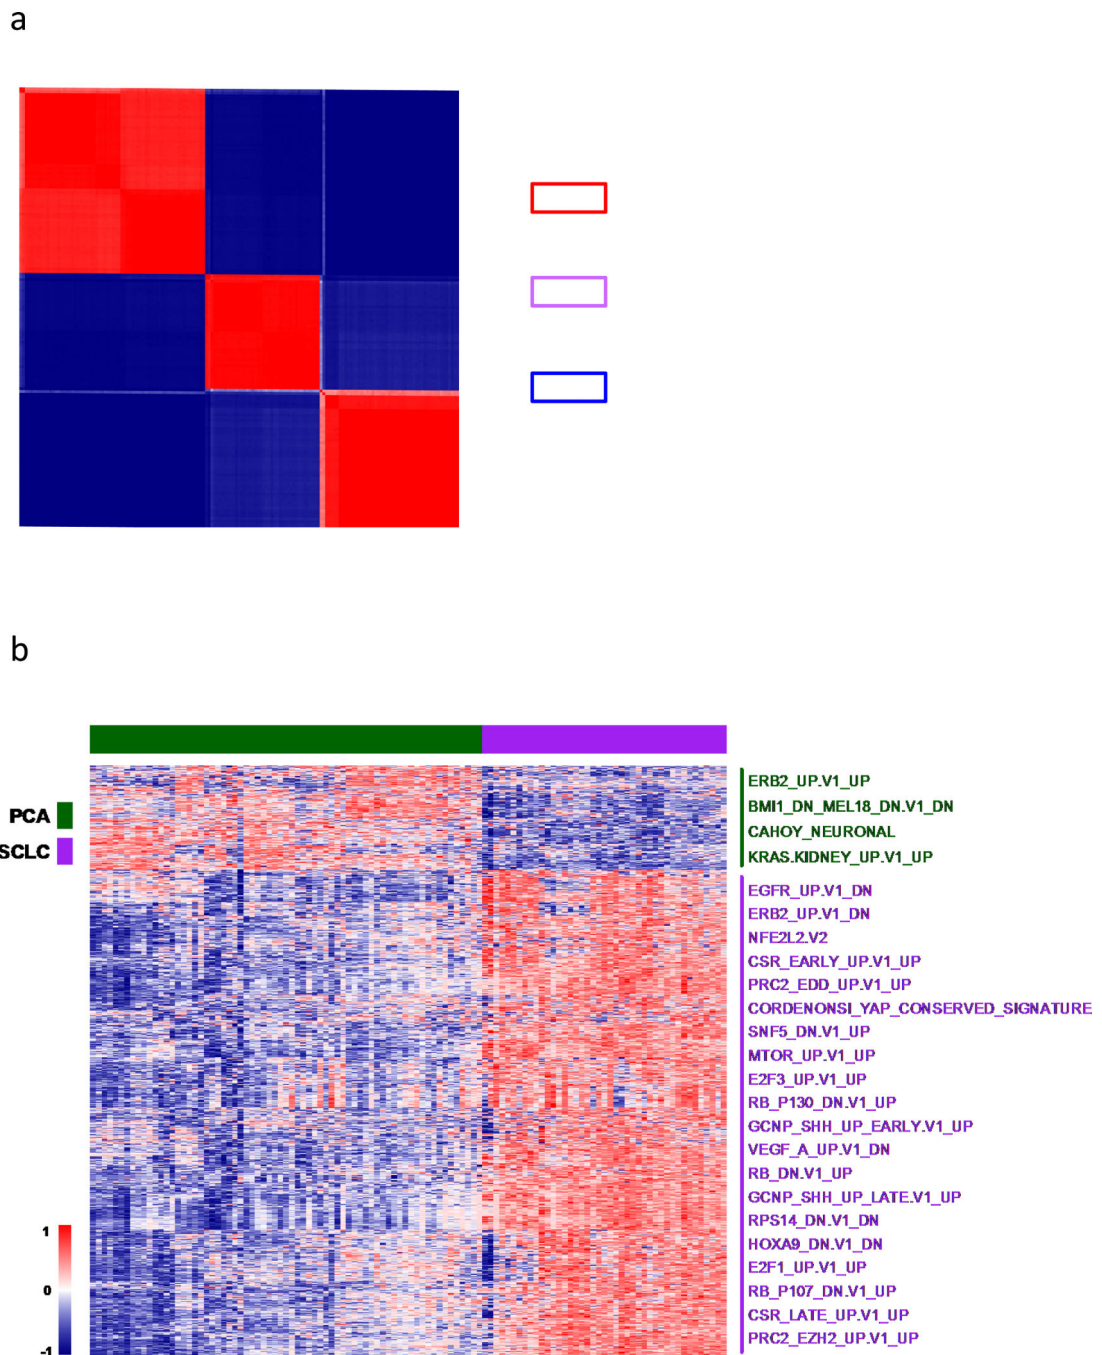 a
b
PCA
SCLC
ERB2_UP.V1_UP
BMI1_DN_MEL18_DN.V1_DN
CAHOY_NEURONAL
KRAS.KIDNEY_UP.V1_UP
EGFR_UP.V1_DN
ERB2_UP.V1_DN
NFE2L2.V2
CSR_EARLY_UP.V1_UP
PRC2_EDD_UP.V1_UP
CORDENONSI_YAP_CONSERVED_SIGNATURE
SNF5_DN.V1_UP
MTOR_UP.V1_UP
E2F3_UP.V1_UP
RB_P130_DN.V1_UP
GCNP_SHH_UP_EARLY.V1_UP
VEGF_A_UP.V1_DN
RB_DN.V1_UP
GCNP_SHH_UP_LATE.V1_UP
RPS14_DN.V1_DN
HOXA9_DN.V1_DN
E2F1_UP.V1_UP
RB_P107_DN.V1_UP
CSR_LATE_UP.V1_UP
PRC2_EZH2_UP.V1_UP
1
0
-1